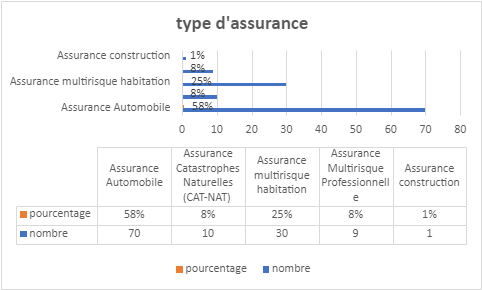 type d'assurance
Assurance construction
1%
8%
Assurance multirisque habitation
25%
8%
Assurance Automobile
58%
0 10 20 30 40 50 60 70 80
Assurance Automobile
Assurance Catastrophes Naturelles (CAT-NAT)
Assurance multirisque habitation
Assurance Multirisque Professionnelle
Assurance construction
pourcentage 58% 8% 25% 8% 1%
nombre 70 10 30 9 1
pourcentage nombre